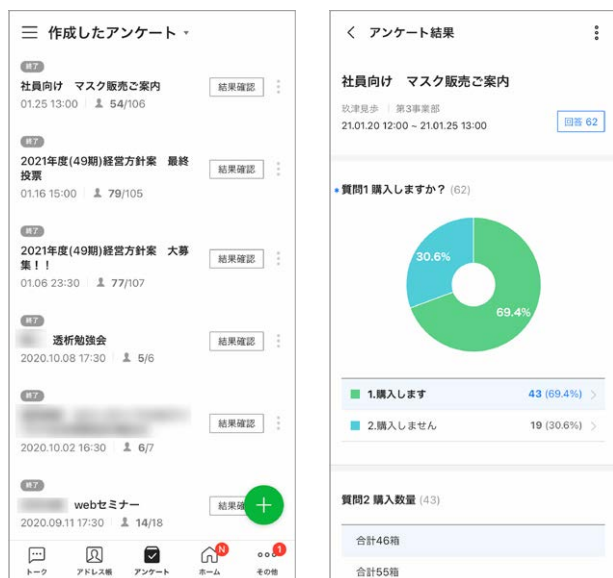 作成したアンケート
終了
社員向け　マスク販売ご案内
01.25 13:00 54/106
結果確認
終了
2021年度(49期)経営方針案　最終
投票
01.16 15:00 79/105
結果確認
終了
2021年度(49期)経営方針案　大募
集！！
01.06 23:30 77/107
結果確認
終了
透析勉強会
2020.10.08 17:30 5/6
結果確認
終了
2020.10.02 16:30 6/7
結果確認
終了
webセミナー
2020.09.11 17:30 14/18
結果確
トーク アドレス帳 アンケート ホーム N その他 1
アンケート結果
社員向け　マスク販売ご案内
玖津見歩 第3事業部
21.01.20 12:00 ~ 21.01.25 13:00
回答 62
質問1 購入しますか？ (62)
30.6%
69.4%
1.購入します 43 (69.4%)
2.購入しません 19 (30.6%)
質問2 購入数量 (43)
合計46箱
合計55箱